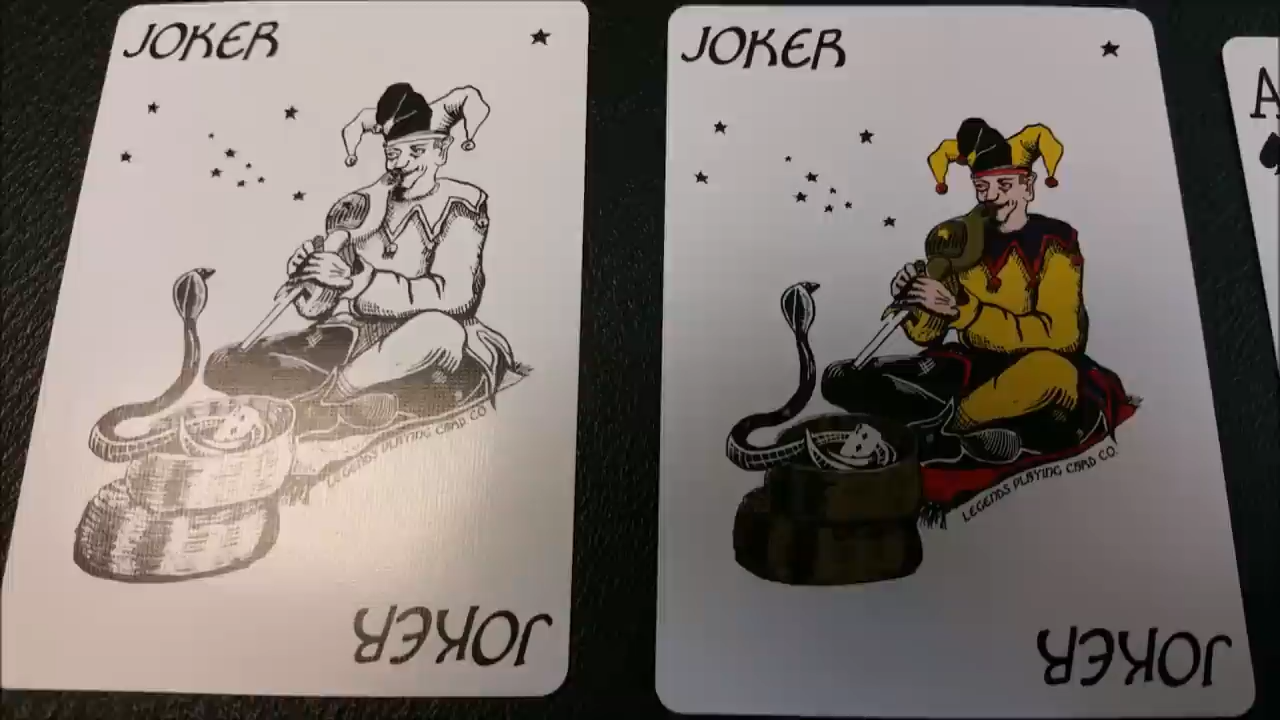 JOKER
LEGENDS PLAYING CARD CO
JOKER
JOKER
LEGENDS PLAYING CARD CO.
JOKER
A